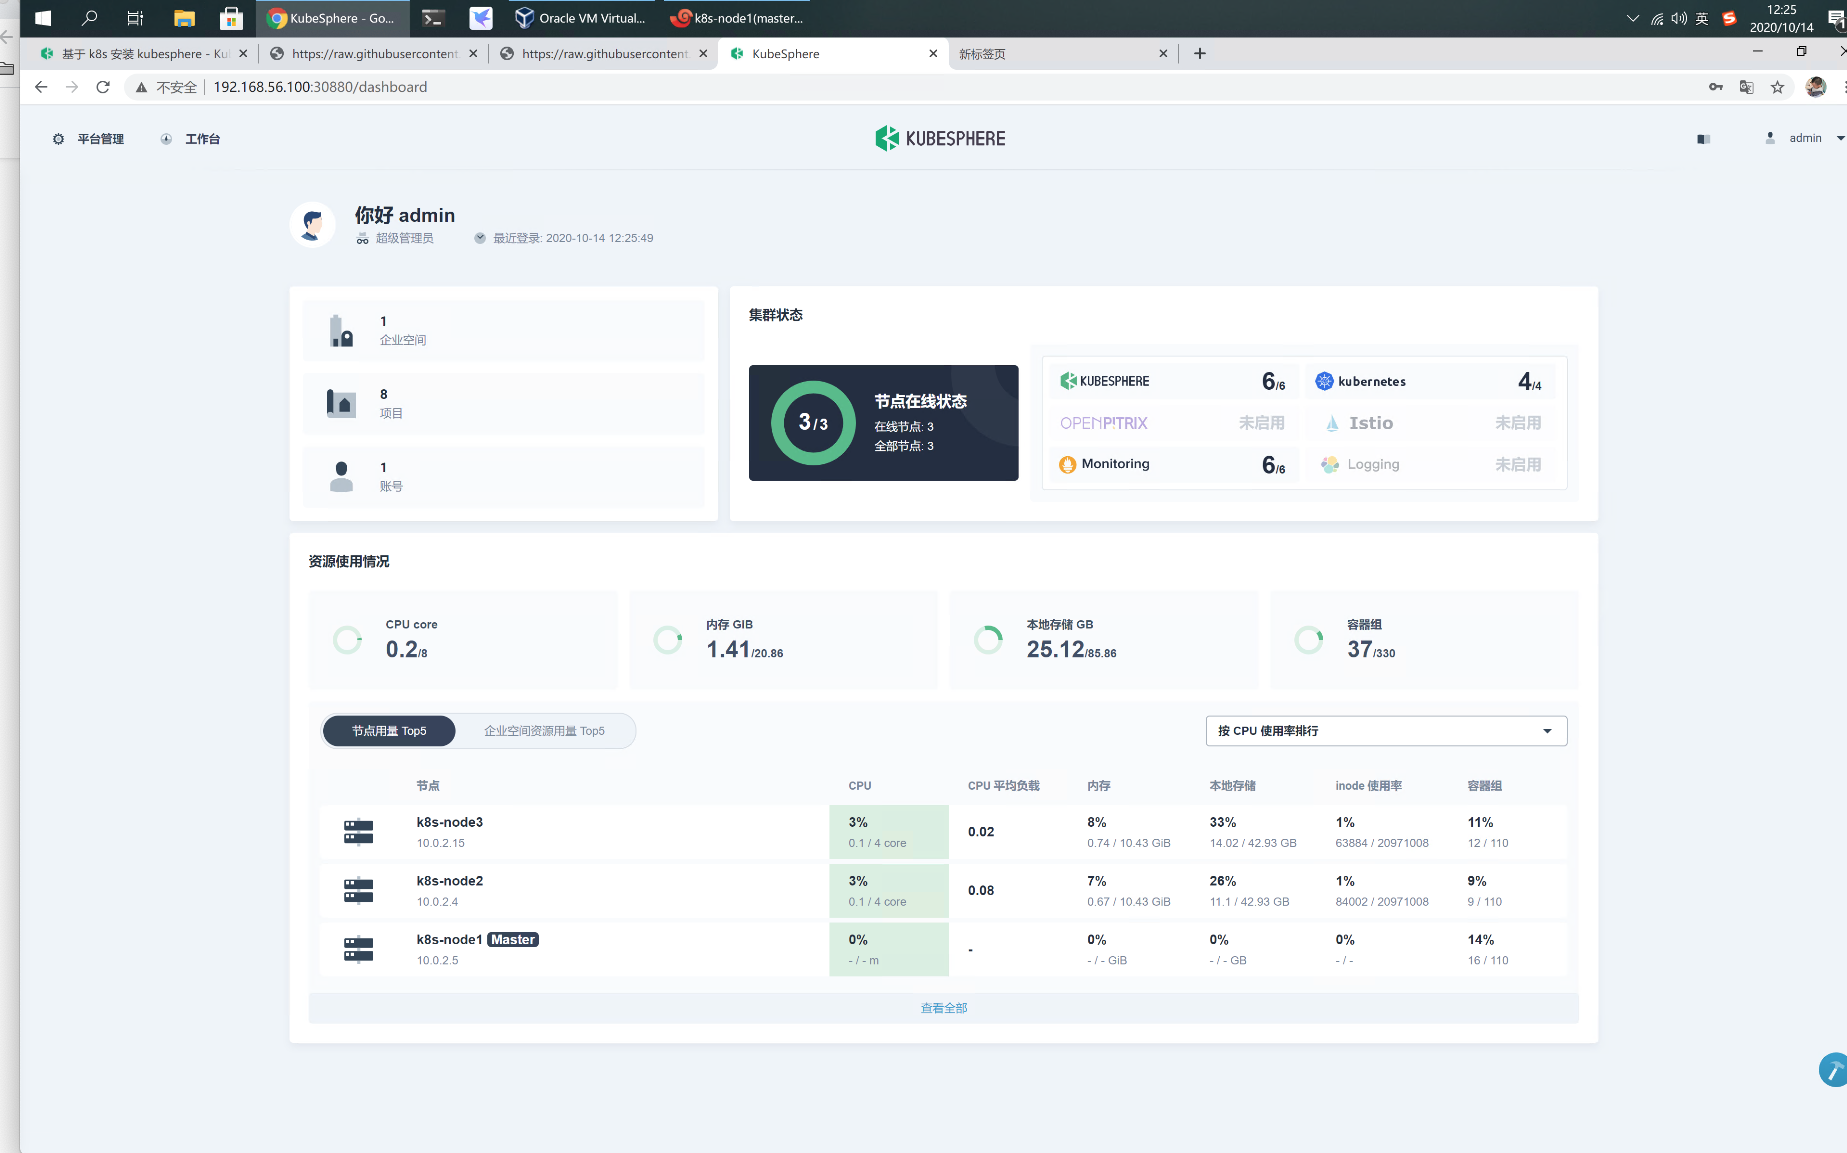 KubeSphere - Go...
Oracle VM Virtual...
k8s-node1(master...
英
12:25
2020/10/14
基于 k8s 安装 kubesphere - Ku
https://raw.githubusercontent.
https://raw.githubusercontent.
KubeSphere
新标签页
不安全
192.168.56.100:30880/dashboard
平台管理
工作台
KUBESPHERE
admin
你好 admin
超级管理员
最近登录: 2020-10-14 12:25:49
1
企业空间
8
项目
1
账号
集群状态
3/3
节点在线状态
在线节点: 3
全部节点: 3
KUBESPHERE 6/6
kubernetes 4/4
OPENP!TRIX 未启用
Istio 未启用
Monitoring 6/6
Logging 未启用
资源使用情况
CPU core
0.2/8
内存 GiB
1.41/20.86
本地存储 GB
25.12/85.86
容器组
37/330
节点用量 Top5
企业空间资源用量 Top5
按 CPU 使用率排行
节点 CPU CPU 平均负载 内存 本地存储 inode 使用率 容器组
k8s-node3 3% 0.02 8% 33% 1% 11%
10.0.2.15 0.1 / 4 core 0.74 / 10.43 GiB 14.02 / 42.93 GB 63884 / 20971008 12 / 110
k8s-node2 3% 0.08 7% 26% 1% 9%
10.0.2.4 0.1 / 4 core 0.67 / 10.43 GiB 11.1 / 42.93 GB 84002 / 20971008 9 / 110
k8s-node1 Master 0% - 0% 0% 0% 14%
10.0.2.5 - / - m - / - GiB - / - GB - / - 16 / 110
查看全部